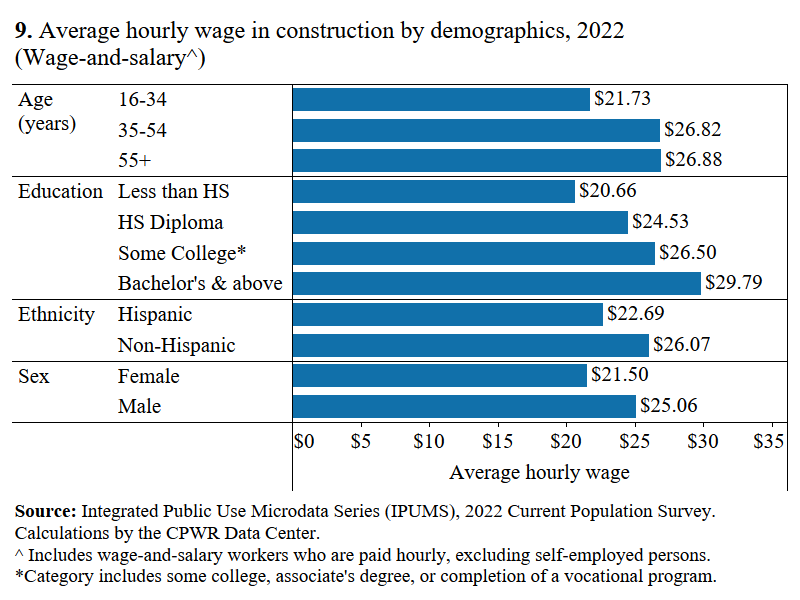 9. Average hourly wage in construction by demographics, 2022
(Wage-and-salary^)
Age
(years)
16-34 $21.73
35-54 $26.82
55+ $26.88
Education Less than HS $20.66
HS Diploma $24.53
Some College* $26.50
Bachelor's & above $29.79
Ethnicity Hispanic $22.69
Non-Hispanic $26.07
Sex Female $21.50
Male $25.06
$0 $5 $10 $15 $20 $25 $30 $35
Average hourly wage
Source: Integrated Public Use Microdata Series (IPUMS), 2022 Current Population Survey.
Calculations by the CPWR Data Center.
^ Includes wage-and-salary workers who are paid hourly, excluding self-employed persons.
*Category includes some college, associate's degree, or completion of a vocational program.